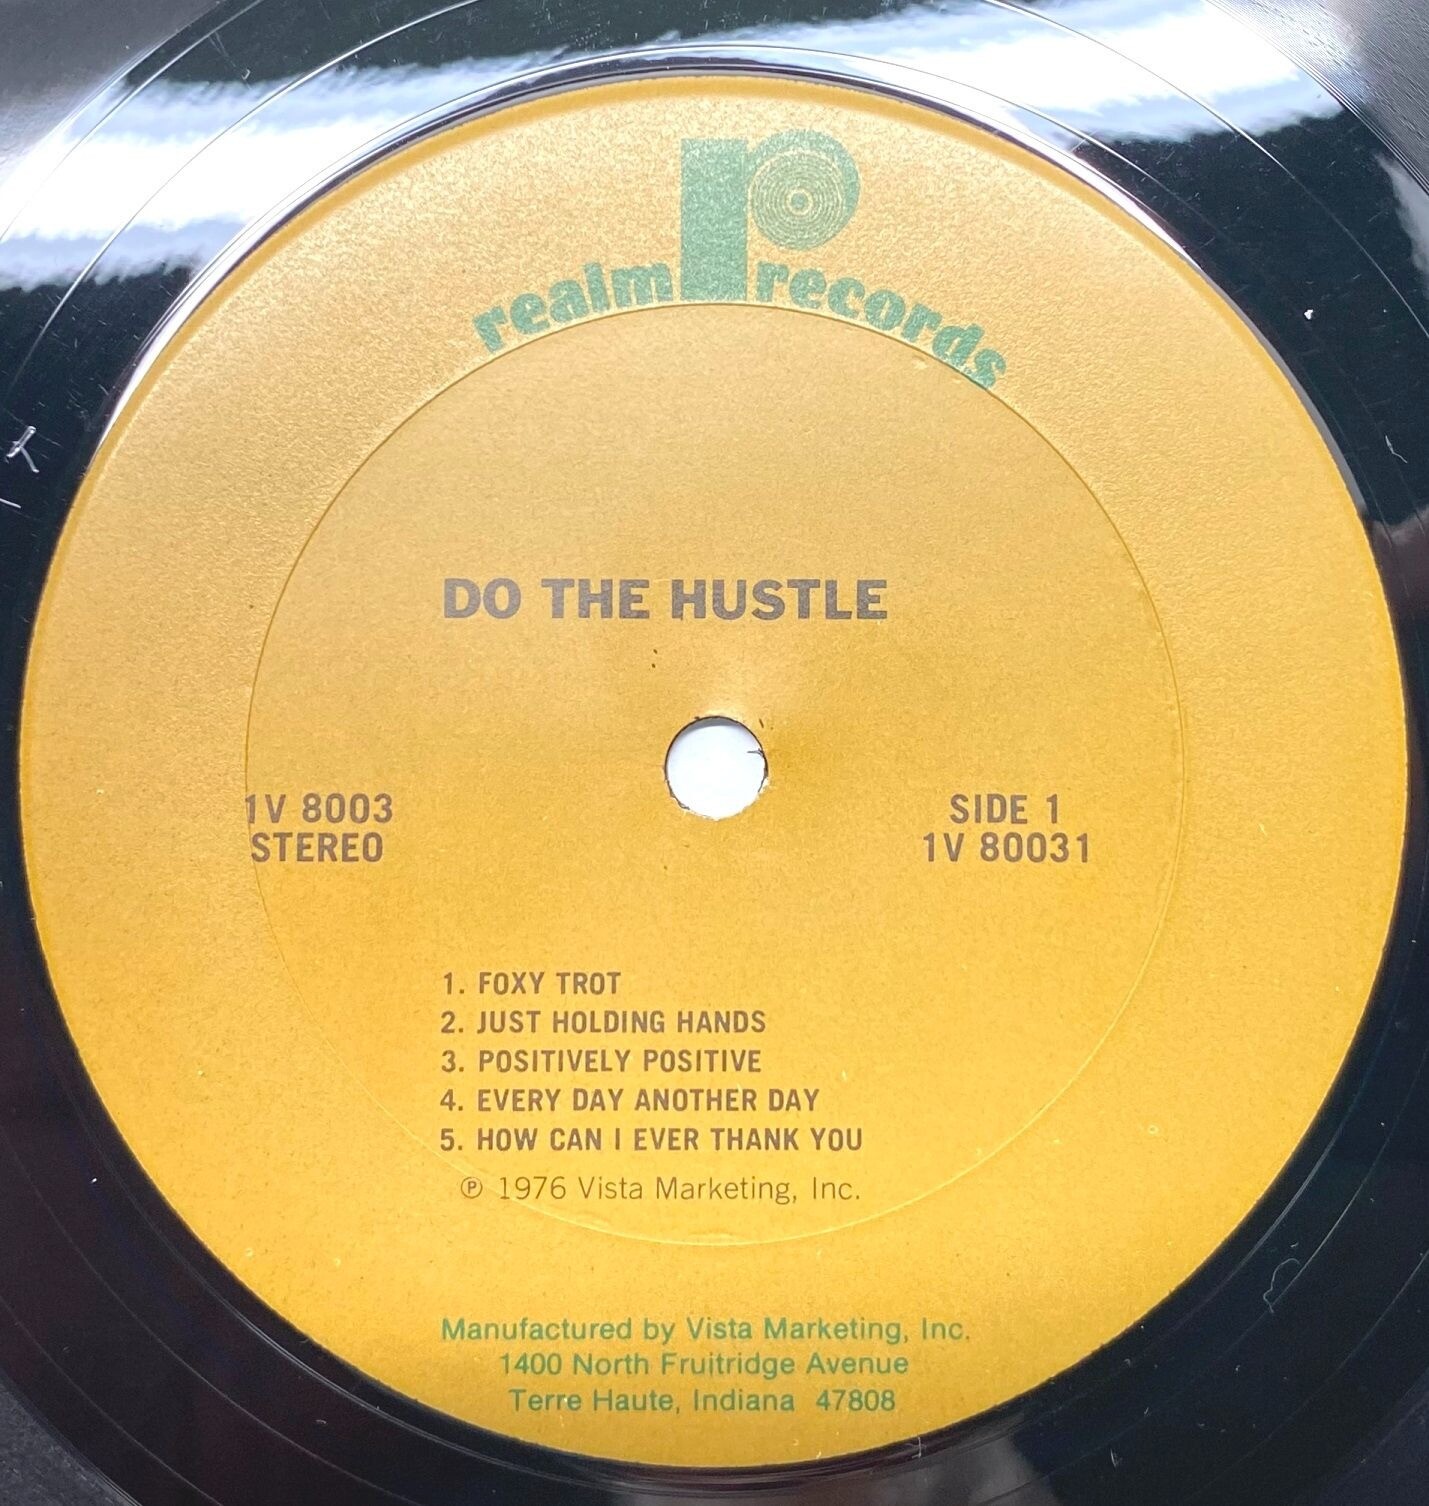 realm records
DO THE HUSTLE
1V 8003
STEREO
SIDE 1
1V 80031
1. FOXY TROT
2. JUST HOLDING HANDS
3. POSITIVELY POSITIVE
4. EVERY DAY ANOTHER DAY
5. HOW CAN I EVER THANK YOU
℗ 1976 Vista Marketing, Inc.
Manufactured by Vista Marketing, Inc.
1400 North Fruitridge Avenue
Terre Haute, Indiana 47808